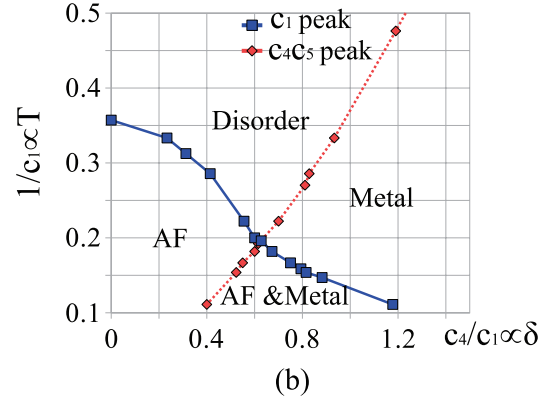 c₁ peak
c₄c₅ peak
0.5
0.4
0.3
0.2
0.1
1/c₁∝T
Disorder
Metal
AF
AF & Metal
0 0.4 0.8 1.2 c₄/c₁∝δ
(b)